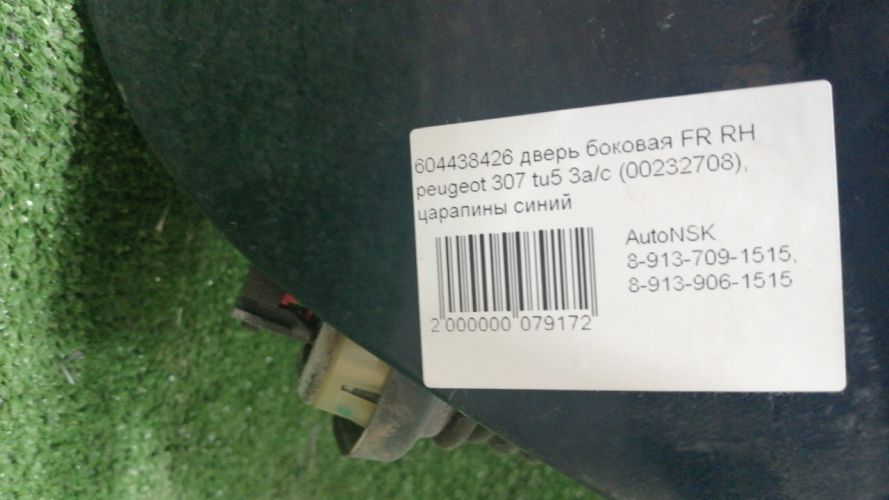 604438426 дверь боковая FR RH
peugeot 307 tu5 3a/c (00232708),
царапины синий
AutoNSK
8-913-709-1515,
8-913-906-1515
2 000000 079172